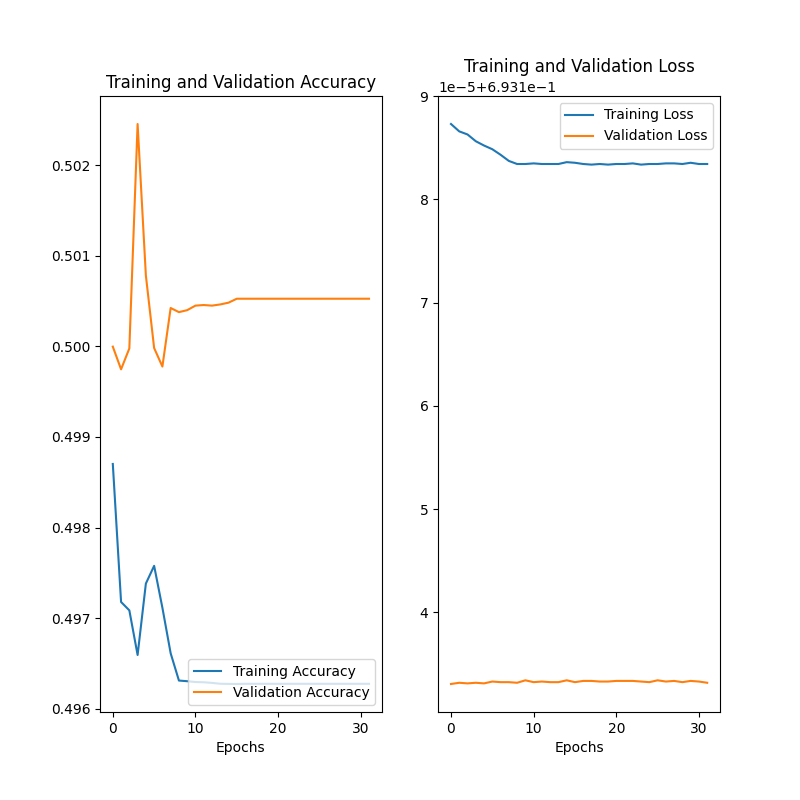 Training and Validation Accuracy
0.502
0.501
0.500
0.499
0.498
0.497
0.496
Training Accuracy
Validation Accuracy
0 10 20 30
Epochs
Training and Validation Loss
1e-5+6.931e-1
9
8
7
6
5
4
Training Loss
Validation Loss
0 10 20 30
Epochs